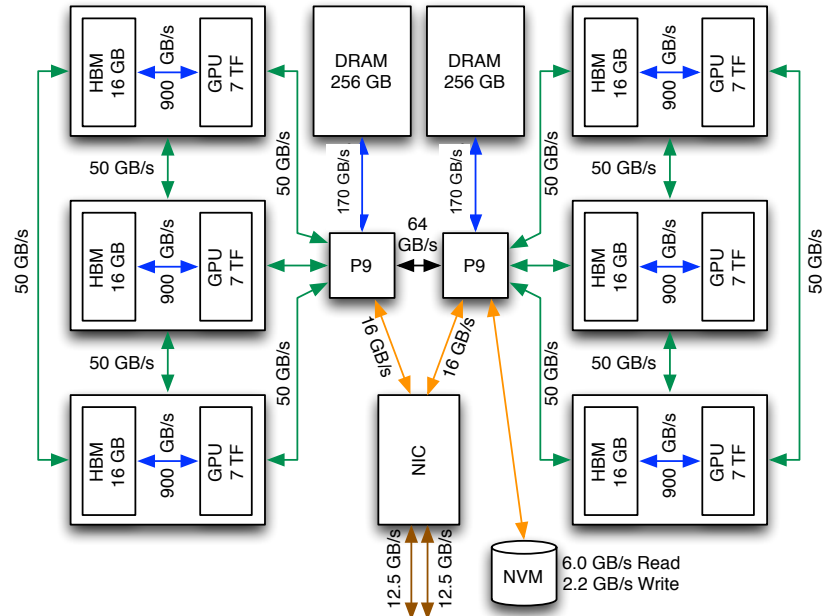 HBM
16 GB
900
GB/s
GPU
7 TF
DRAM
256 GB
DRAM
256 GB
HBM
16 GB
900
GB/s
GPU
7 TF
50 GB/s
50 GB/s
170 GB/s
170 GB/s
50 GB/s
50 GB/s
50 GB/s
HBM
16 GB
900
GB/s
GPU
7 TF
P9
64
GB/s
P9
HBM
16 GB
900
GB/s
GPU
7 TF
50 GB/s
50 GB/s
50 GB/s
16 GB/s
16 GB/s
50 GB/s
50 GB/s
HBM
16 GB
900
GB/s
GPU
7 TF
NIC
HBM
16 GB
900
GB/s
GPU
7 TF
12.5 GB/s
12.5 GB/s
NVM
6.0 GB/s Read
2.2 GB/s Write